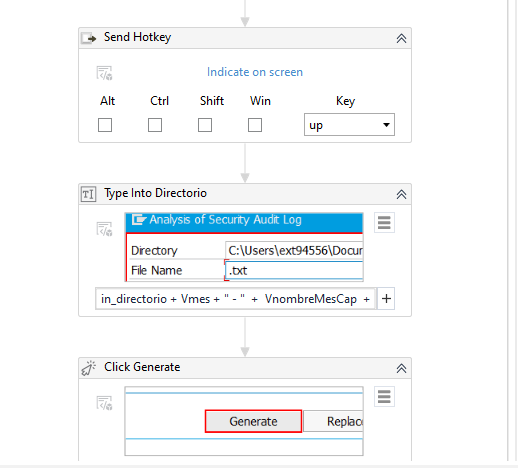 Send Hotkey
Indicate on screen
Alt Ctrl Shift Win Key
up
Type Into Directorio
Analysis of Security Audit Log
Directory C:\Users\ext94556\Docur
File Name .txt
in_directorio + Vmes + " - " + VnombreMesCap +
Click Generate
Generate Replac